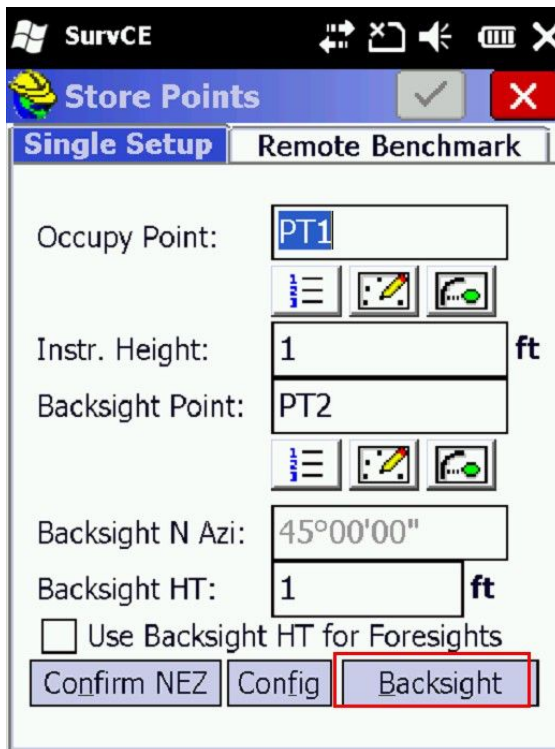 SurvCE
Store Points
Single Setup Remote Benchmark
Occupy Point: PT1
Instr. Height: 1 ft
Backsight Point: PT2
Backsight N Azi: 45°00'00"
Backsight HT: 1 ft
Use Backsight HT for Foresights
Confirm NEZ Config Backsight